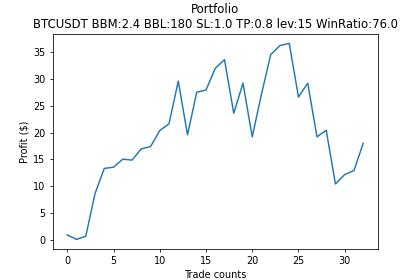 Portfolio
BTCUSDT BBM:2.4 BBL:180 SL:1.0 TP:0.8 lev:15 WinRatio:76.0
35
30
25
20
15
10
5
0
Profit ($)
0 5 10 15 20 25 30
Trade counts